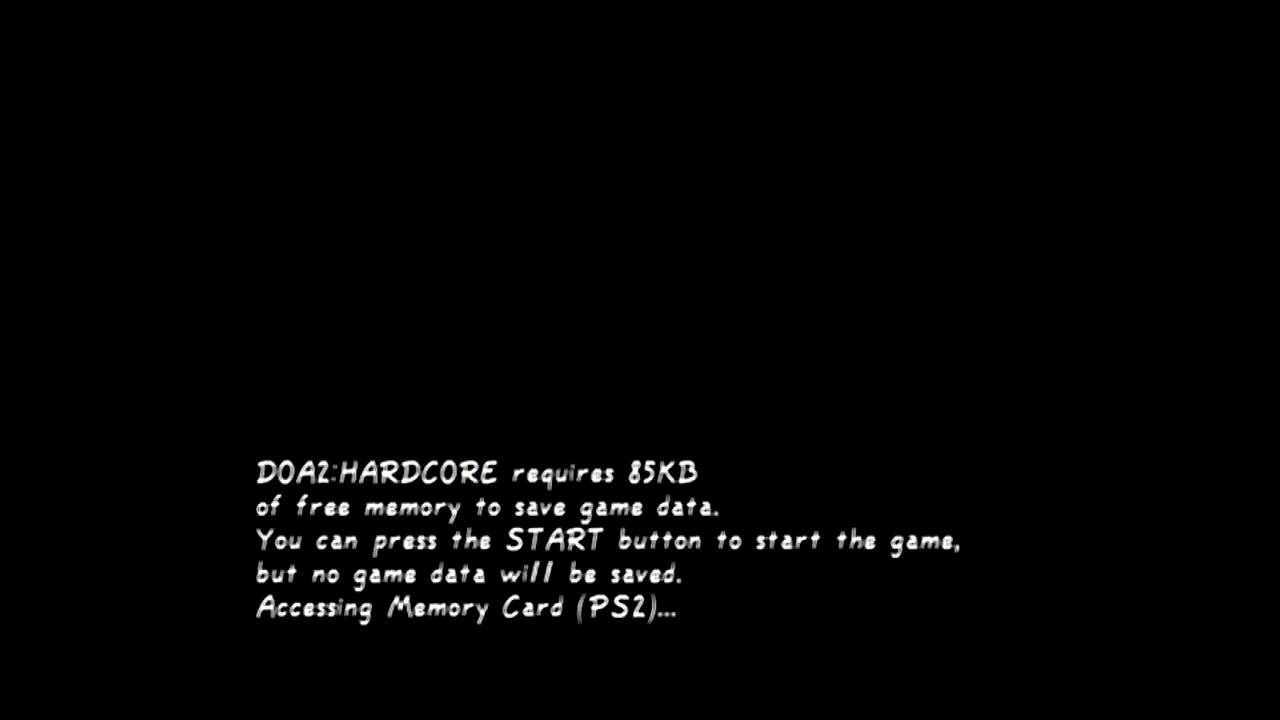 DOA2:HARDCORE requires 85KB
of free memory to save game data.
You can press the START button to start the game,
but no game data will be saved.
Accessing Memory Card (PS2)...